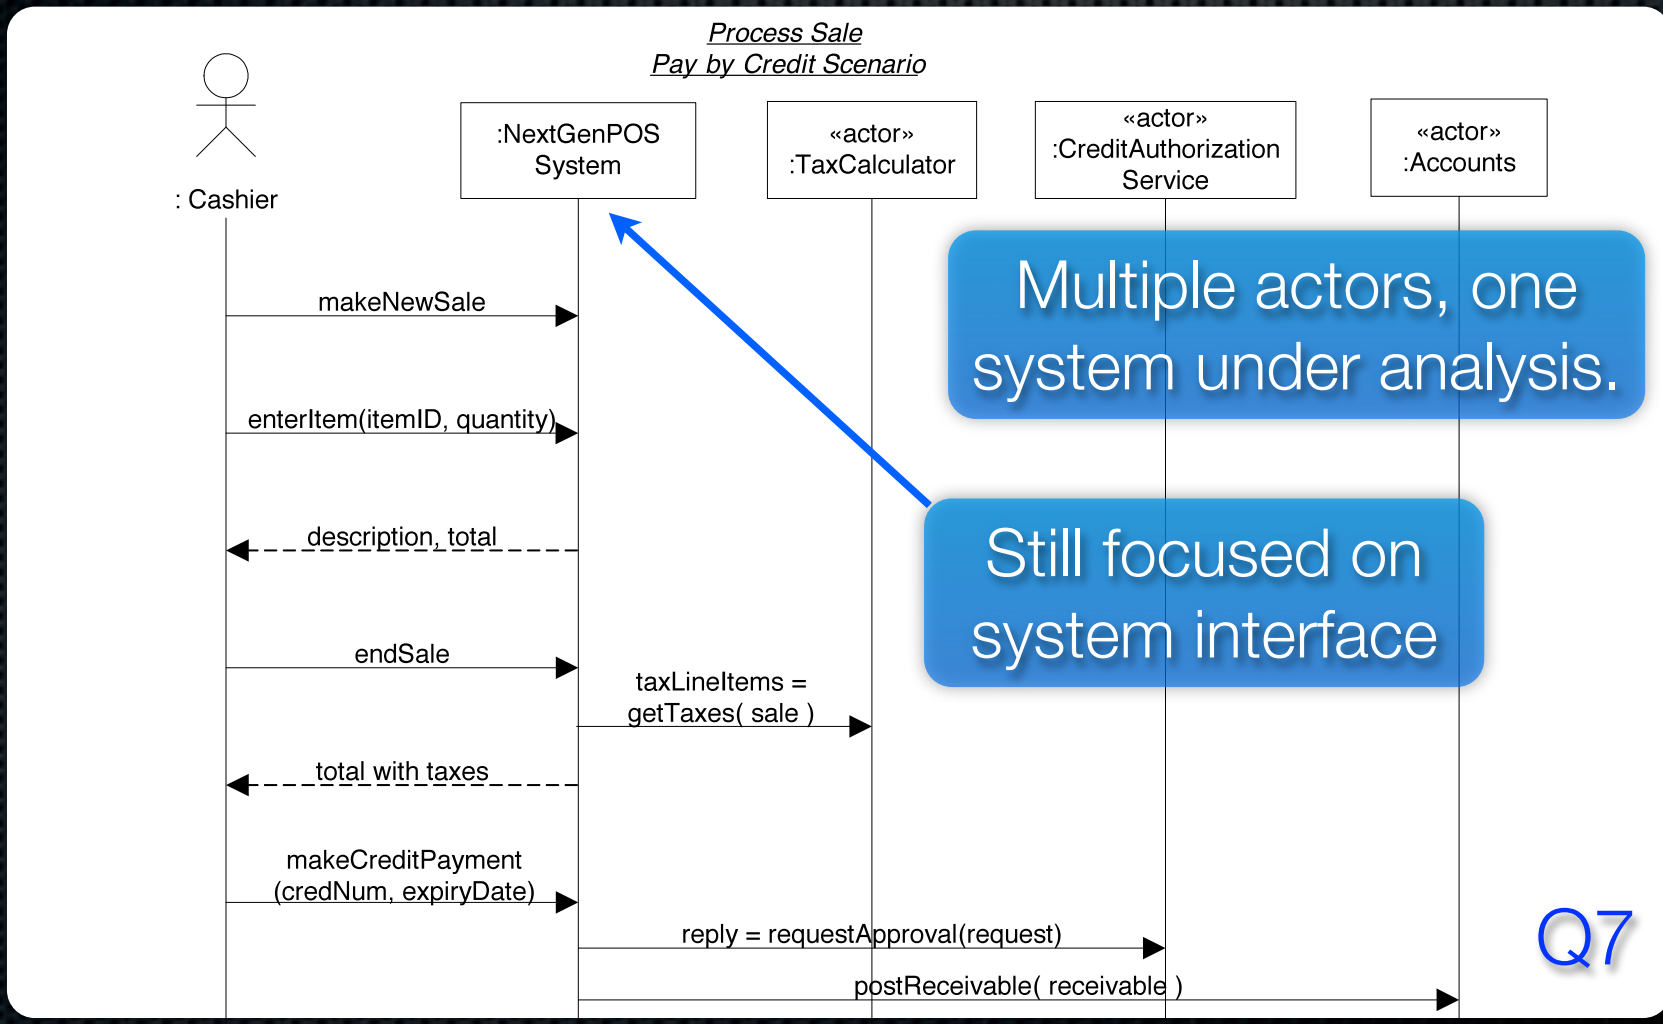 Process Sale
Pay by Credit Scenario
: Cashier
:NextGenPOS
System
«actor»
:TaxCalculator
«actor»
:CreditAuthorization
Service
«actor»
:Accounts
Multiple actors, one
system under analysis.
makeNewSale
enterItem(itemID, quantity)
description, total
Still focused on
system interface
endSale
taxLineItems =
getTaxes( sale )
total with taxes
makeCreditPayment
(credNum, expiryDate)
reply = requestApproval(request)
postReceivable( receivable )
Q7